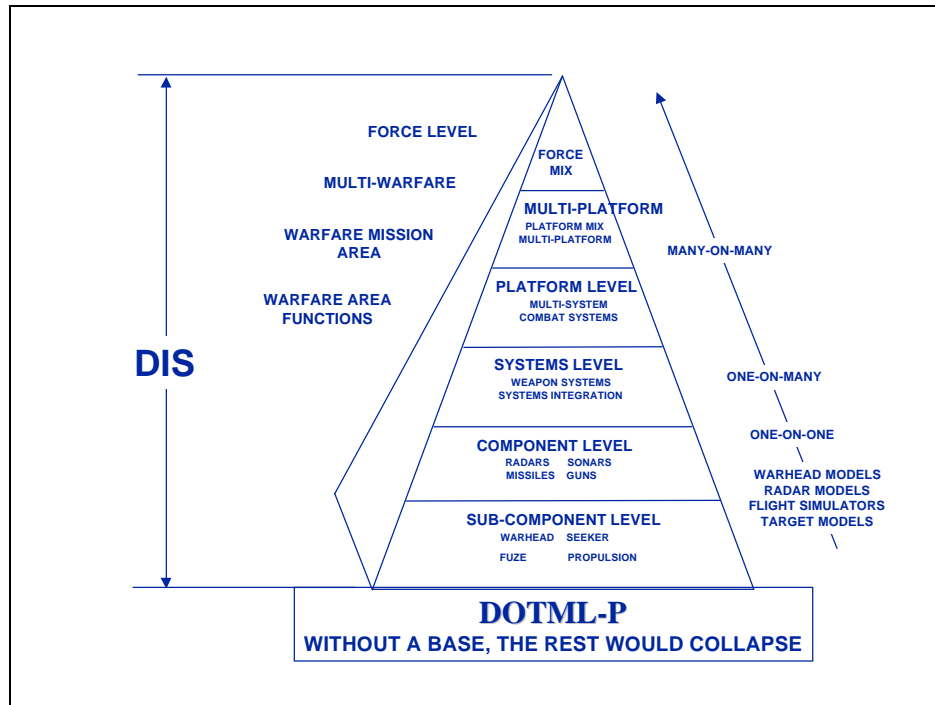 DIS
FORCE LEVEL
MULTI-WARFARE
WARFARE MISSION
AREA
WARFARE AREA
FUNCTIONS
FORCE
MIX
MULTI-PLATFORM
PLATFORM MIX
MULTI-PLATFORM
PLATFORM LEVEL
MULTI-SYSTEM
COMBAT SYSTEMS
SYSTEMS LEVEL
WEAPON SYSTEMS
SYSTEMS INTEGRATION
COMPONENT LEVEL
RADARS SONARS
MISSILES GUNS
SUB-COMPONENT LEVEL
WARHEAD SEEKER
FUZE PROPULSION
MANY-ON-MANY
ONE-ON-MANY
ONE-ON-ONE
WARHEAD MODELS
RADAR MODELS
FLIGHT SIMULATORS
TARGET MODELS
DOTML-P
WITHOUT A BASE, THE REST WOULD COLLAPSE